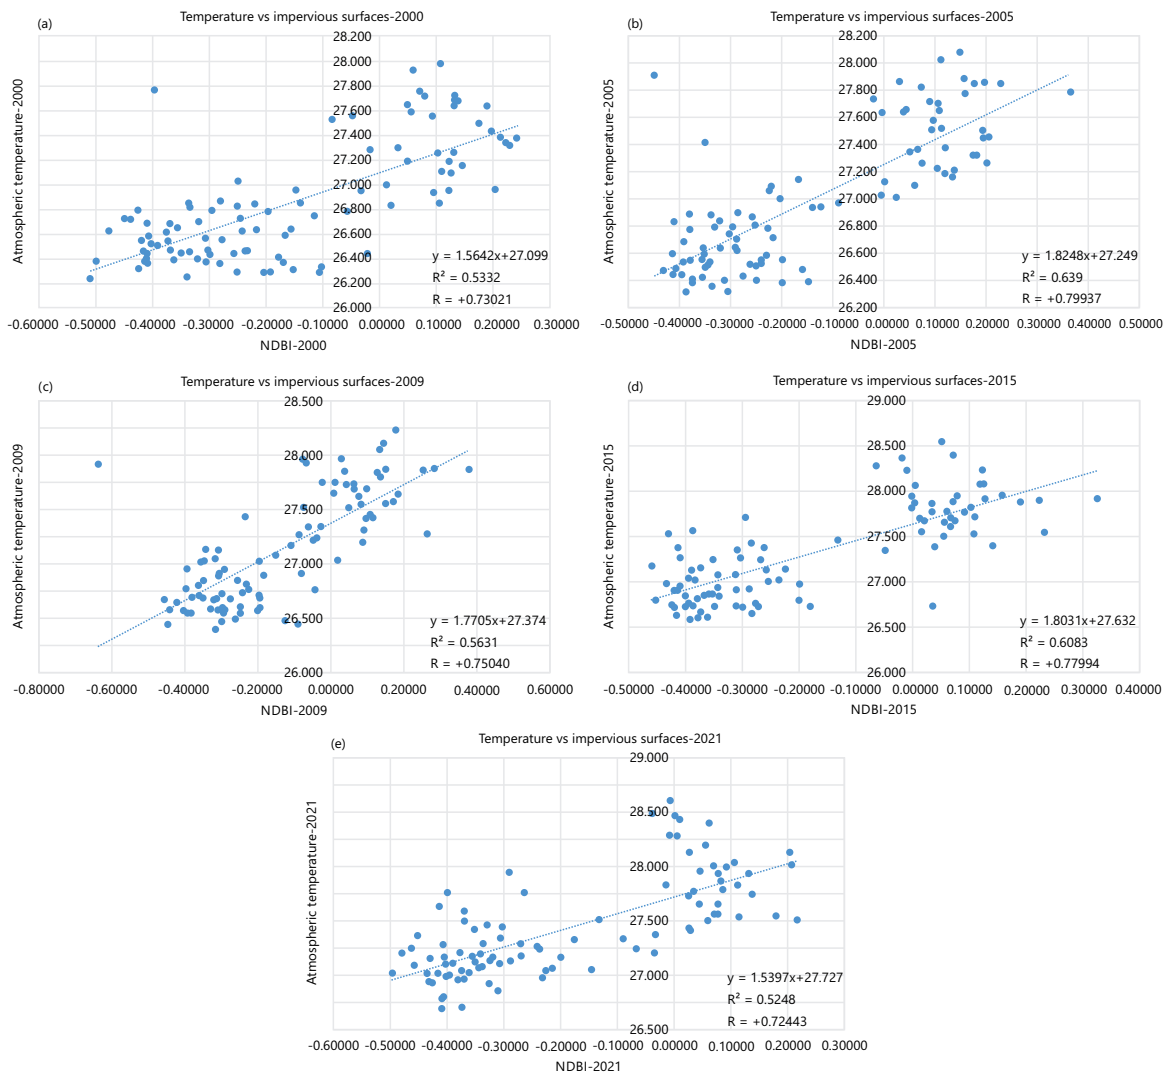 (a)
Temperature vs impervious surfaces-2000
Atmospheric temperature-2000
28.200
28.000
27.800
27.600
27.400
27.200
27.000
26.800
26.600
26.400
26.200
26.000
y = 1.5642x+27.099
R² = 0.5332
R = +0.73021
-0.60000 -0.50000 -0.40000 -0.30000 -0.20000 -0.10000 0.00000 0.10000 0.20000 0.30000
NDBI-2000
(b)
Temperature vs impervious surfaces-2005
Atmospheric temperature-2005
28.200
28.000
27.800
27.600
27.400
27.200
27.000
26.800
26.600
26.400
26.200
y = 1.8248x+27.249
R² = 0.639
R = +0.79937
-0.50000 -0.40000 -0.30000 -0.20000 -0.10000 0.00000 0.10000 0.20000 0.30000 0.40000 0.50000
NDBI-2005
(c)
Temperature vs impervious surfaces-2009
Atmospheric temperature-2009
28.500
28.000
27.500
27.000
26.500
26.000
y = 1.7705x+27.374
R² = 0.5631
R = +0.75040
-0.80000 -0.60000 -0.40000 -0.20000 0.00000 0.20000 0.40000 0.60000
NDBI-2009
(d)
Temperature vs impervious surfaces-2015
Atmospheric temperature-2015
29.000
28.500
28.000
27.500
27.000
26.500
26.000
y = 1.8031x+27.632
R² = 0.6083
R = +0.77994
-0.50000 -0.40000 -0.30000 -0.20000 -0.10000 0.00000 0.10000 0.20000 0.30000 0.40000
NDBI-2015
(e)
Temperature vs impervious surfaces-2021
Atmospheric temperature-2021
29.000
28.500
28.000
27.500
27.000
26.500
y = 1.5397x+27.727
R² = 0.5248
R = +0.72443
-0.60000 -0.50000 -0.40000 -0.30000 -0.20000 -0.10000 0.00000 0.10000 0.20000 0.30000
NDBI-2021